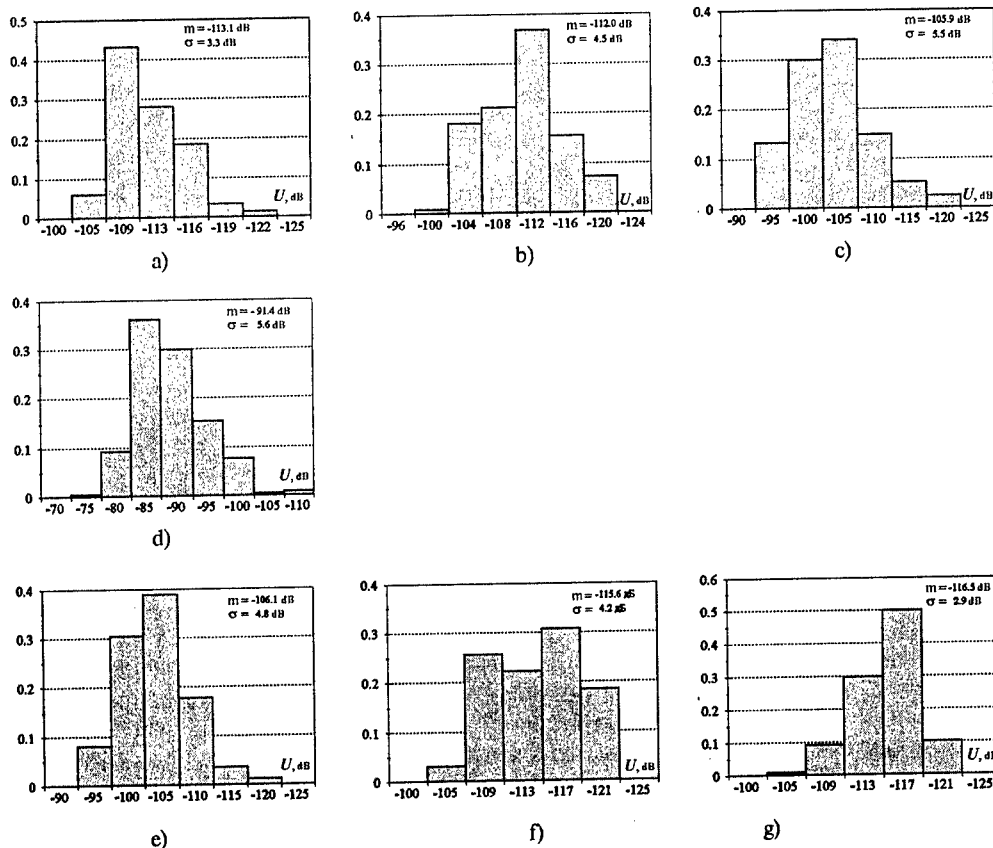 0.5
0.4
0.3
0.2
0.1
0
m = -113.1 dB
σ = 3.3 dB
U, dB
-100 -105 -109 -113 -116 -119 -122 -125
a)
0.4
0.3
0.2
0.1
0
m = -112.0 dB
σ = 4.5 dB
U, dB
-96 -100 -104 -108 -112 -116 -120 -124
b)
0.4
0.3
0.2
0.1
0
m = -105.9 dB
σ = 5.5 dB
U, dB
-90 -95 -100 -105 -110 -115 -120 -125
c)
0.4
0.3
0.2
0.1
0
m = -91.4 dB
σ = 5.6 dB
U, dB
-70 -75 -80 -85 -90 -95 -100 -105 -110
d)
0.4
0.3
0.2
0.1
0
m = -106.1 dB
σ = 4.8 dB
U, dB
-90 -95 -100 -105 -110 -115 -120 -125
e)
0.4
0.3
0.2
0.1
0
m = -115.6 дБ
σ = 4.2 дБ
U, dB
-100 -105 -109 -113 -117 -121 -125
f)
0.6
0.5
0.4
0.3
0.2
0.1
0
m = -116.5 dB
σ = 2.9 dB
U, dB
-100 -105 -109 -113 -117 -121 -125
g)